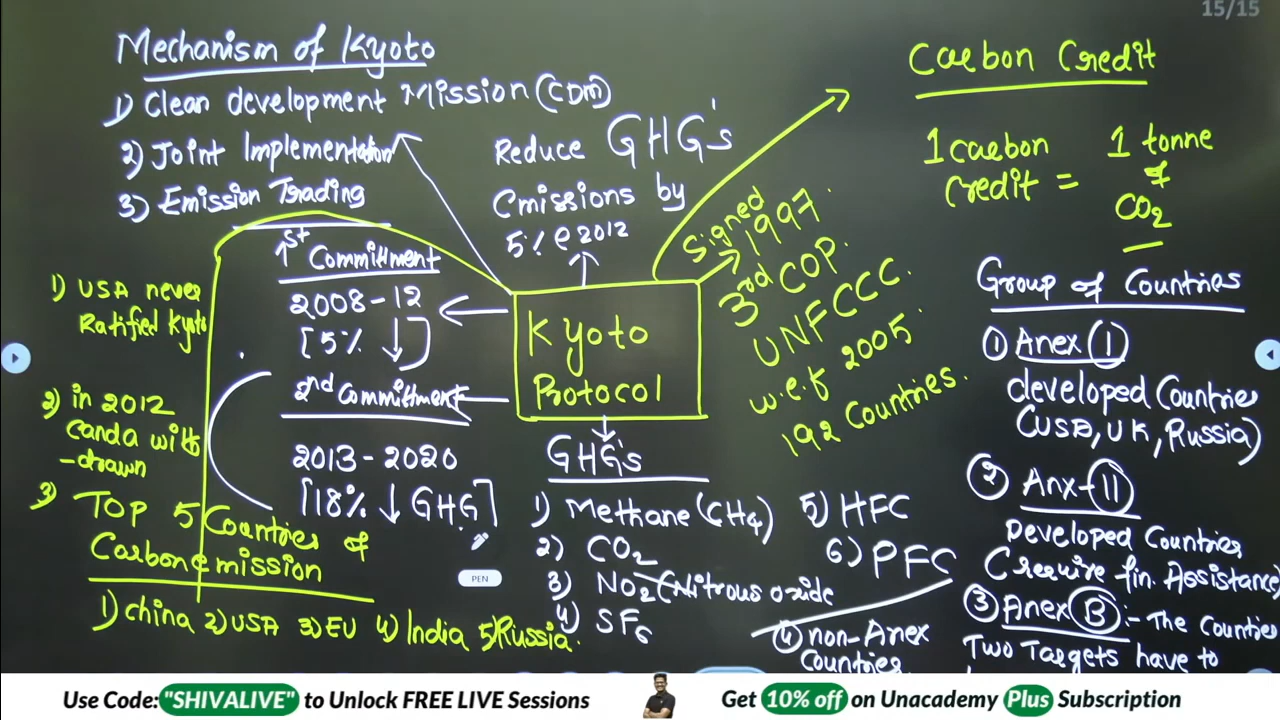 15/15
Mechanism of Kyoto
1) Clean development Mission (CDM)
2) Joint Implementation
3) Emission Trading
Reduce GHG's
Emissions by
5% @ 2012
Carbon Credit
1 carbon
credit =
1 tonne
of
CO2
Signed
1997
3rd COP.
UNFCCC.
w.e.f 2005.
192 Countries.
1st Commitment
2008-12
[5% ↓]
2nd Commitment
2013-2020
[18% ↓ GHG]
Kyoto
Protocol
1) USA never
Ratified Kyoto
2) in 2012
Canda with
-drawn
3) TOP 5 Countries of
Carbon emission
1) china 2) USA 3) EU 4) India 5) Russia.
GHG's
1) Methane (CH4)
2) CO2
3) NO2 (Nitrous oxide
4) SF6
5) HFC
6) PFC
Group of Countries
① Anex (I)
developed Countries
(USA, UK, Russia)
② Anx-II
Developed Countries
(require fin. Assistance)
③ Anex B :- The Countries
Two Targets have to
④ non-Anex
Countries
PEN
Use Code: "SHIVALIVE" to Unlock FREE LIVE Sessions
Get 10% off on Unacademy Plus Subscription